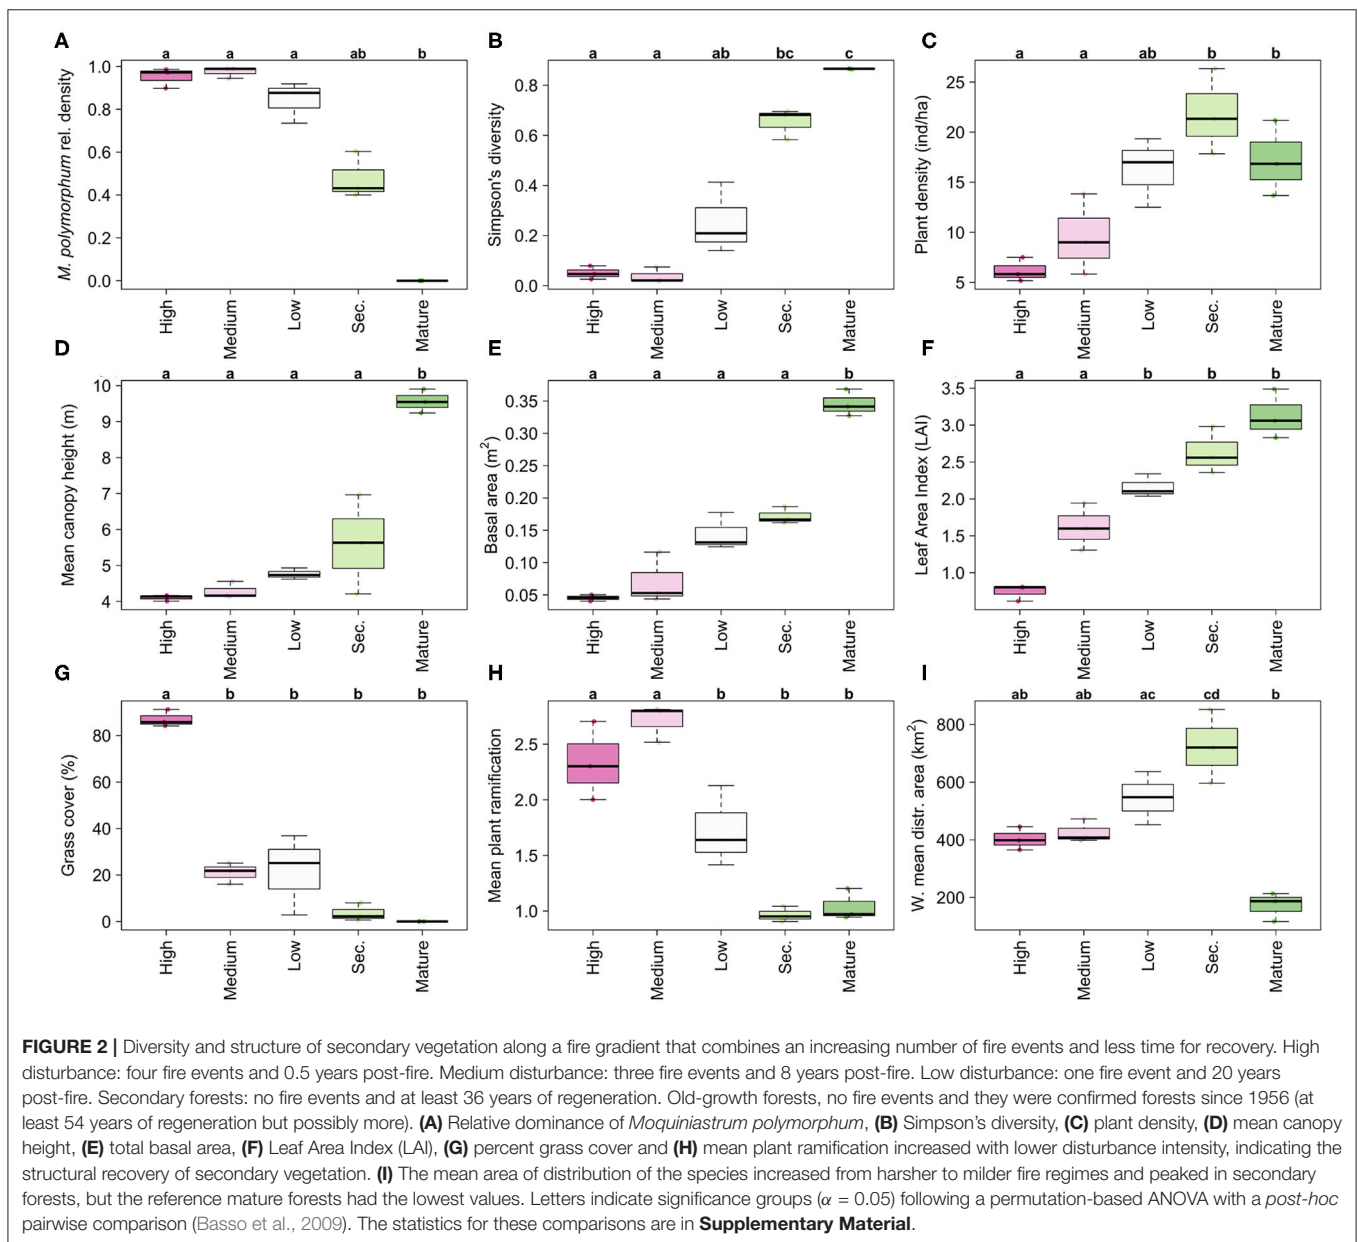 A
a a a ab b
M. polymorphum rel. density
1.0
0.8
0.6
0.4
0.2
0.0
High
Medium
Low
Sec.
Mature
B
a a ab bc c
Simpson's diversity
0.8
0.6
0.4
0.2
0.0
High
Medium
Low
Sec.
Mature
C
a a ab b b
Plant density (ind/ha)
25
20
15
10
5
High
Medium
Low
Sec.
Mature
D
a a a a b
Mean canopy height (m)
10
9
8
7
6
5
4
High
Medium
Low
Sec.
Mature
E
a a a a b
Basal area (m²)
0.35
0.30
0.25
0.20
0.15
0.10
0.05
High
Medium
Low
Sec.
Mature
F
a a b b b
Leaf Area Index (LAI)
3.5
3.0
2.5
2.0
1.5
1.0
High
Medium
Low
Sec.
Mature
G
a b b b b
Grass cover (%)
80
60
40
20
0
High
Medium
Low
Sec.
Mature
H
a a b b b
Mean plant ramification
2.5
2.0
1.5
1.0
High
Medium
Low
Sec.
Mature
I
ab ab ac cd b
W. mean distr. area (km²)
800
600
400
200
High
Medium
Low
Sec.
Mature
FIGURE 2 | Diversity and structure of secondary vegetation along a fire gradient that combines an increasing number of fire events and less time for recovery. High
disturbance: four fire events and 0.5 years post-fire. Medium disturbance: three fire events and 8 years post-fire. Low disturbance: one fire event and 20 years
post-fire. Secondary forests: no fire events and at least 36 years of regeneration. Old-growth forests, no fire events and they were confirmed forests since 1956 (at
least 54 years of regeneration but possibly more). (A) Relative dominance of Moquiniastrum polymorphum, (B) Simpson's diversity, (C) plant density, (D) mean canopy
height, (E) total basal area, (F) Leaf Area Index (LAI), (G) percent grass cover and (H) mean plant ramification increased with lower disturbance intensity, indicating the
structural recovery of secondary vegetation. (I) The mean area of distribution of the species increased from harsher to milder fire regimes and peaked in secondary
forests, but the reference mature forests had the lowest values. Letters indicate significance groups (α = 0.05) following a permutation-based ANOVA with a post-hoc
pairwise comparison (Basso et al., 2009). The statistics for these comparisons are in Supplementary Material.